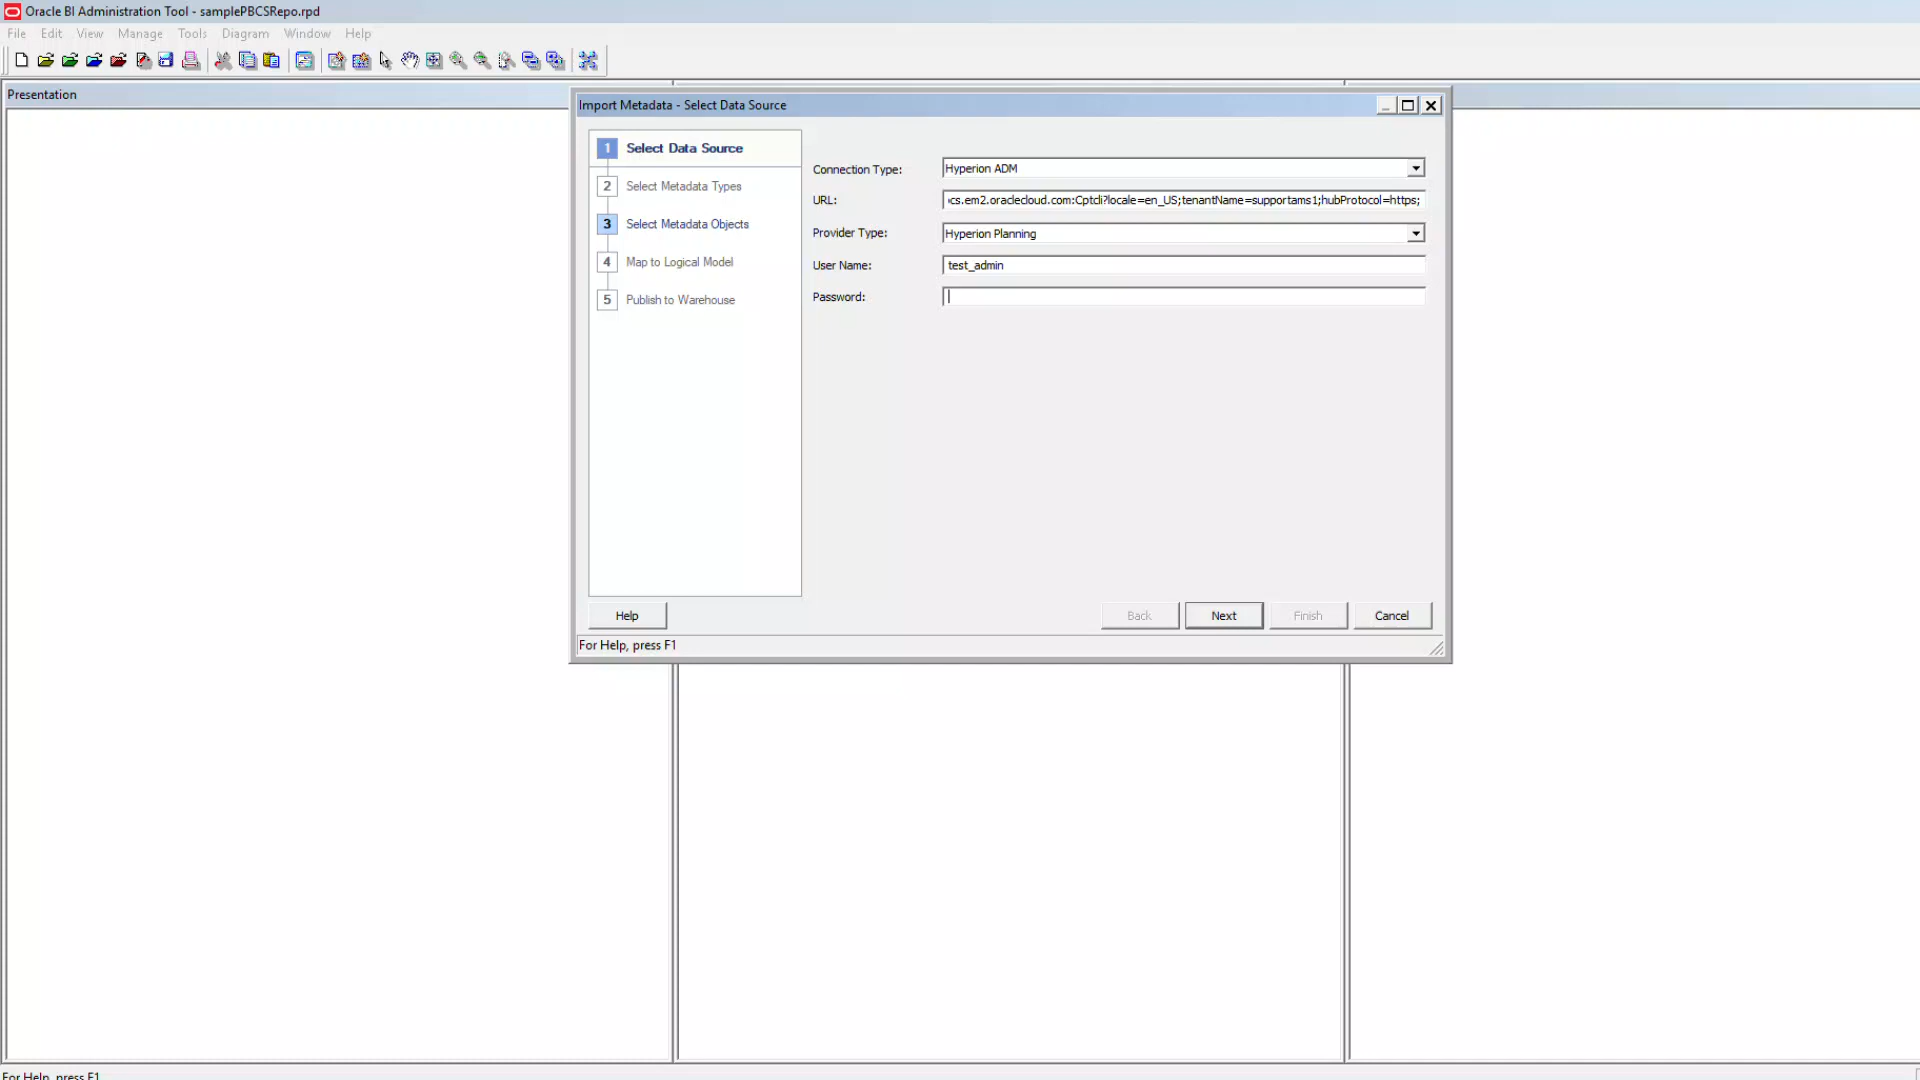 Oracle BI Administration Tool - samplePBCSRepo.rpd
File Edit View Manage Tools Diagram Window Help
Presentation
Import Metadata - Select Data Source
1 Select Data Source
2 Select Metadata Types
3 Select Metadata Objects
4 Map to Logical Model
5 Publish to Warehouse
Connection Type: Hyperion ADM
URL: cs.em2.oraclecloud.com:Cptcli?locale=en_US;tenantName=supportams1;hubProtocol=https;
Provider Type: Hyperion Planning
User Name: test_admin
Password:
Help Back Next Finish Cancel
For Help, press F1
For Help, press F1